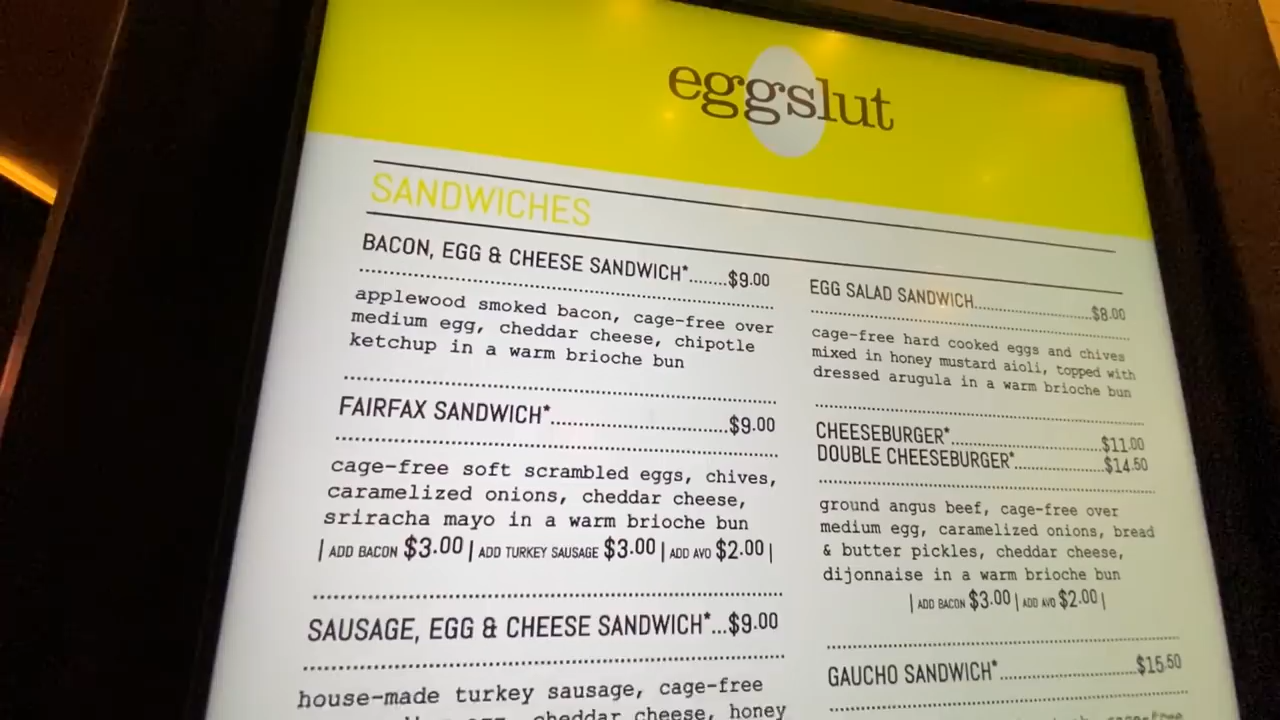 eggslut
SANDWICHES
BACON, EGG & CHEESE SANDWICH*........$9.00
applewood smoked bacon, cage-free over
medium egg, cheddar cheese, chipotle
ketchup in a warm brioche bun
FAIRFAX SANDWICH*................................$9.00
cage-free soft scrambled eggs, chives,
caramelized onions, cheddar cheese,
sriracha mayo in a warm brioche bun
| ADD BACON $3.00 | ADD TURKEY SAUSAGE $3.00 | ADD AVO $2.00 |
SAUSAGE, EGG & CHEESE SANDWICH*...$9.00
house-made turkey sausage, cage-free
cheddar cheese, honey
EGG SALAD SANDWICH..............................$8.00
cage-free hard cooked eggs and chives
mixed in honey mustard aioli, topped with
dressed arugula in a warm brioche bun
CHEESEBURGER*......................................$11.00
DOUBLE CHEESEBURGER*.......................$14.50
ground angus beef, cage-free over
medium egg, caramelized onions, bread
& butter pickles, cheddar cheese,
dijonnaise in a warm brioche bun
| ADD BACON $3.00 | ADD AVO $2.00 |
GAUCHO SANDWICH*................................$15.50